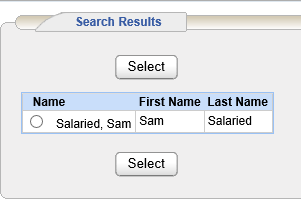 Search Results
Select
Name First Name Last Name
Salaried, Sam Sam Salaried
Select